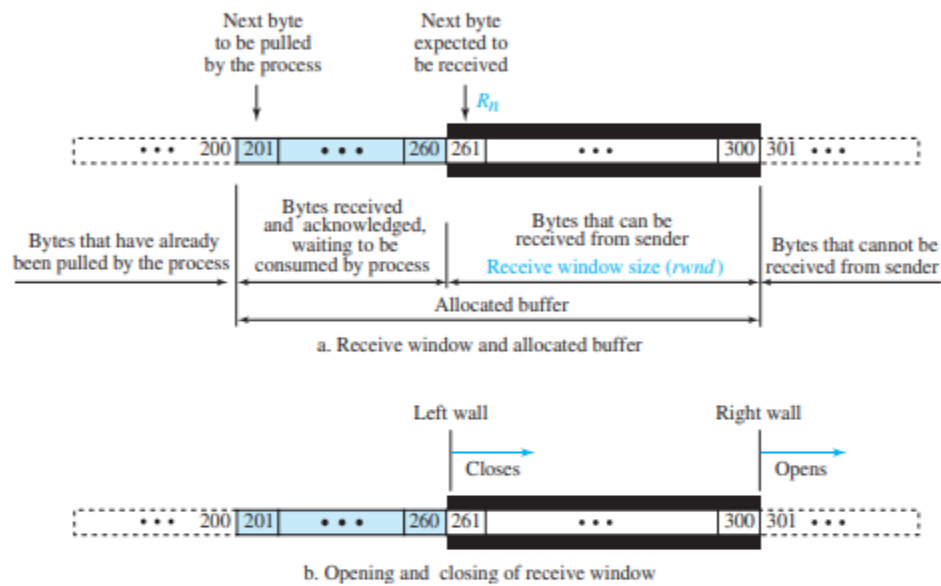 Next byte
to be pulled
by the process
Next byte
expected to
be received
Rn
••• 200 201 ••• 260 261 ••• 300 301 •••
Bytes that have already
been pulled by the process
Bytes received
and acknowledged,
waiting to be
consumed by process
Bytes that can be
received from sender
Receive window size (rwnd)
Bytes that cannot be
received from sender
Allocated buffer
a. Receive window and allocated buffer
Left wall
Right wall
Closes
Opens
••• 200 201 ••• 260 261 ••• 300 301 •••
b. Opening and closing of receive window